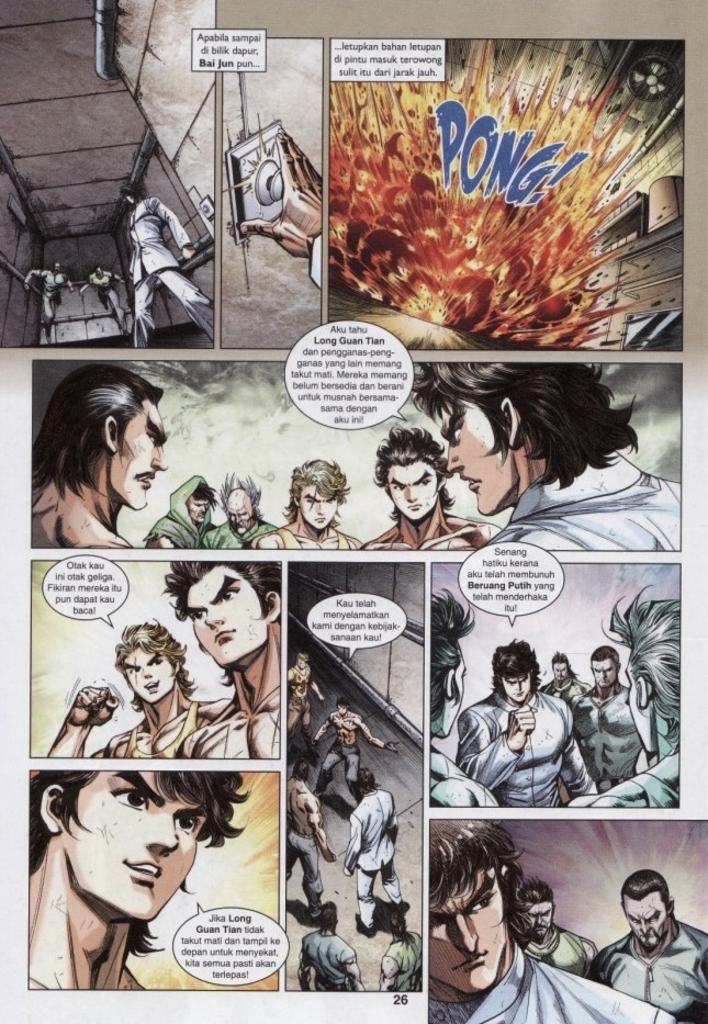 Apabila sampai
di bilik dapur,
Bai Jun pun...
...letupkan bahan letupan
di pintu masuk terowong
sulit itu dari jarak jauh.
PONG!
Aku tahu
Long Guan Tian
dan pengganas-peng-
ganas yang lain memang
takut mati. Mereka memang
belum bersedia dan berani
untuk musnah bersama-
sama dengan
aku ini!
Otak kau
ini otak geliga.
Fikiran mereka itu
pun dapat kau
baca!
Kau telah
menyelamatkan
kami dengan kebijak-
sanaan kau!
Senang
hatiku kerana
aku telah membunuh
Beruang Putih yang
telah menderhaka
itu!
Jika Long
Guan Tian tidak
takut mati dan tampil ke
depan untuk menyekat,
kita semua pasti akan
terlepas!
26